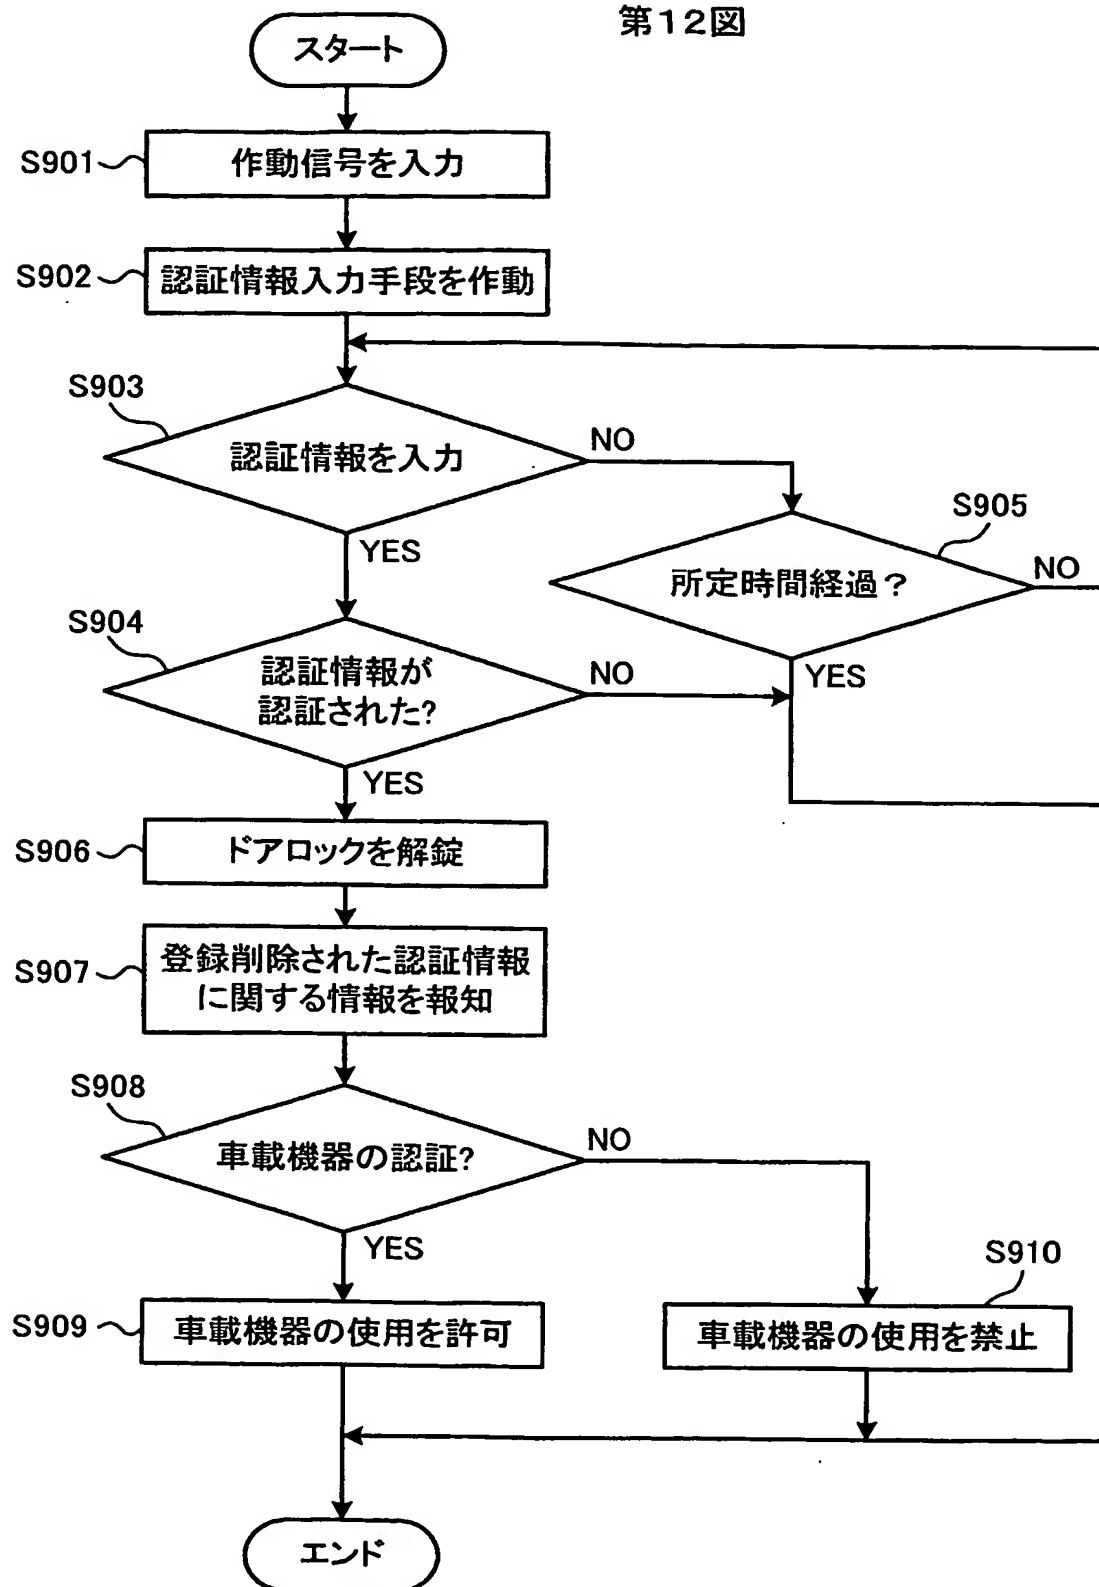 第12図
スタート
S901
作動信号を入力
S902
認証情報入力手段を作動
S903
認証情報を入力
NO
YES
S905
所定時間経過？
NO
YES
S904
認証情報が
認証された?
NO
YES
S906
ドアロックを解錠
S907
登録削除された認証情報
に関する情報を報知
S908
車載機器の認証?
NO
YES
S909
車載機器の使用を許可
S910
車載機器の使用を禁止
エンド